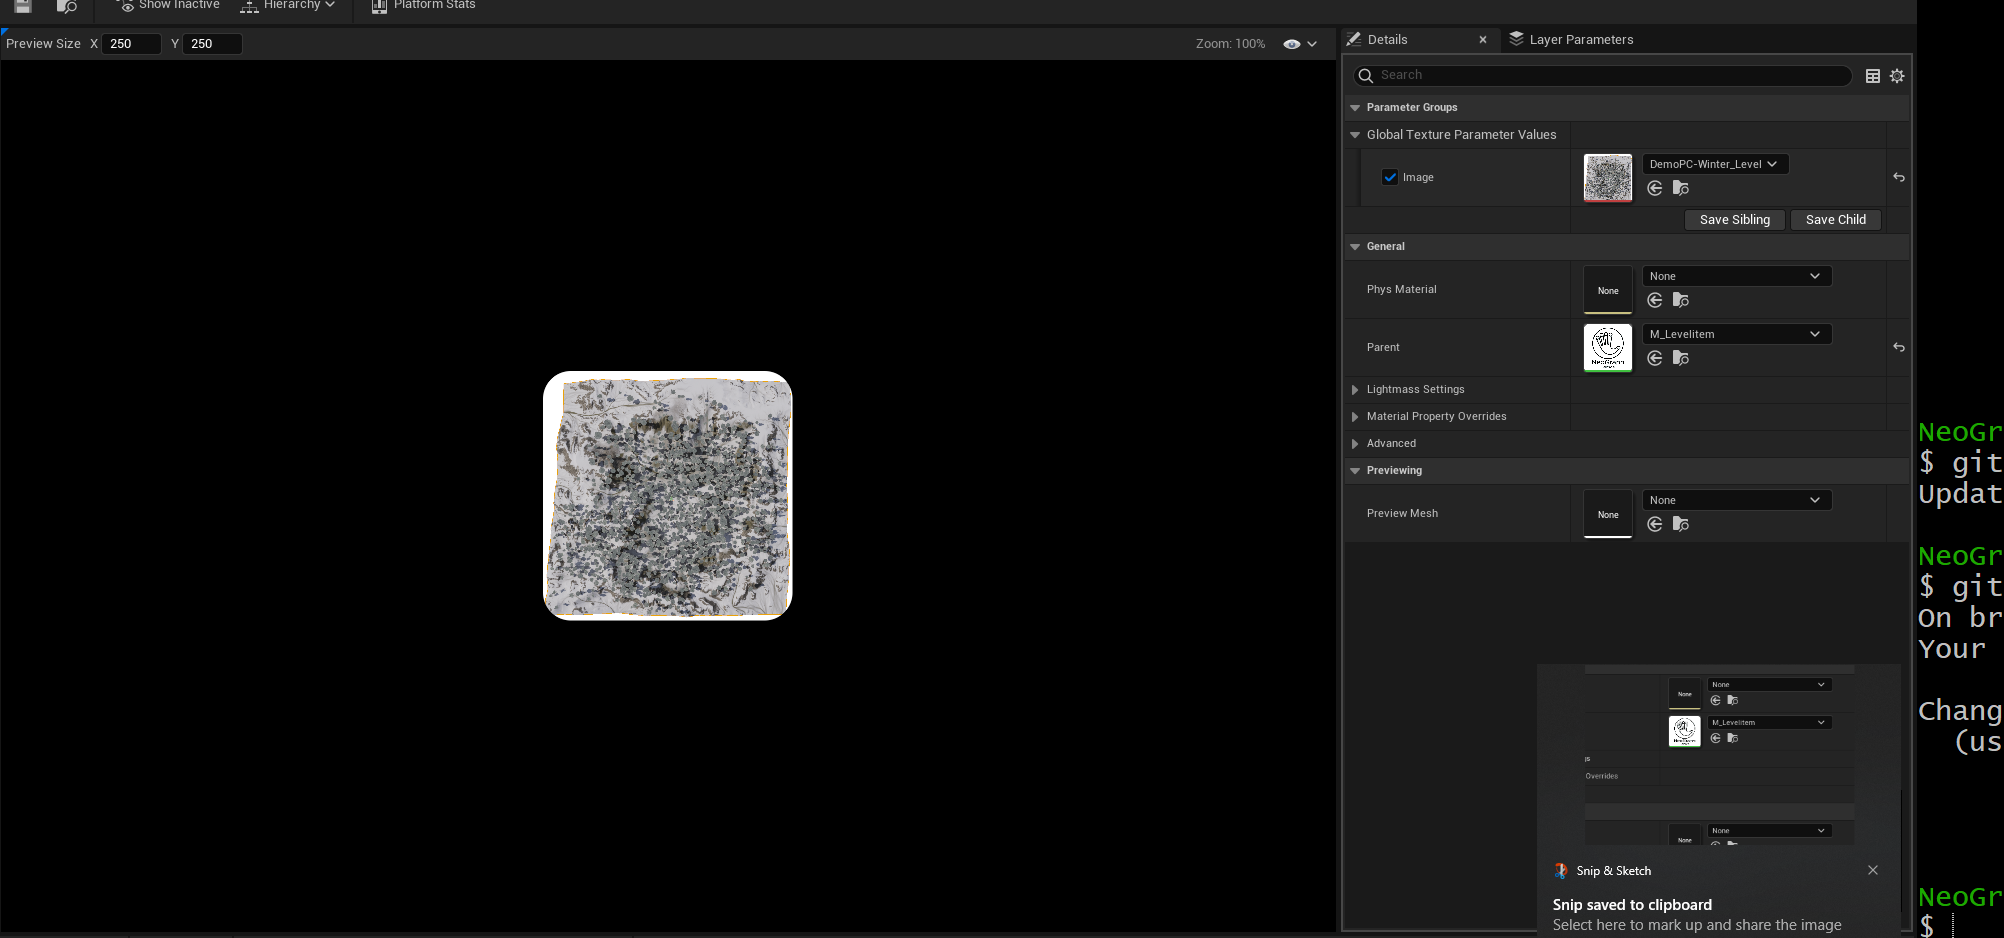 Show Inactive
Hierarchy
Platform Stats
Preview Size X 250 Y 250
Zoom: 100%
Details
Layer Parameters
Search
Parameter Groups
Global Texture Parameter Values
Image
DemoPC-Winter_Level
Save Sibling
Save Child
General
Phys Material
None
None
Parent
M_LevelItem
Lightmass Settings
Material Property Overrides
Advanced
Previewing
Preview Mesh
None
None
None
None
M_LevelItem
Overrides
None
None
Snip & Sketch
Snip saved to clipboard
Select here to mark up and share the image
NeoGr
$ git
Updat
NeoGr
$ git
On br
Your
Chang
(us
NeoGr
$